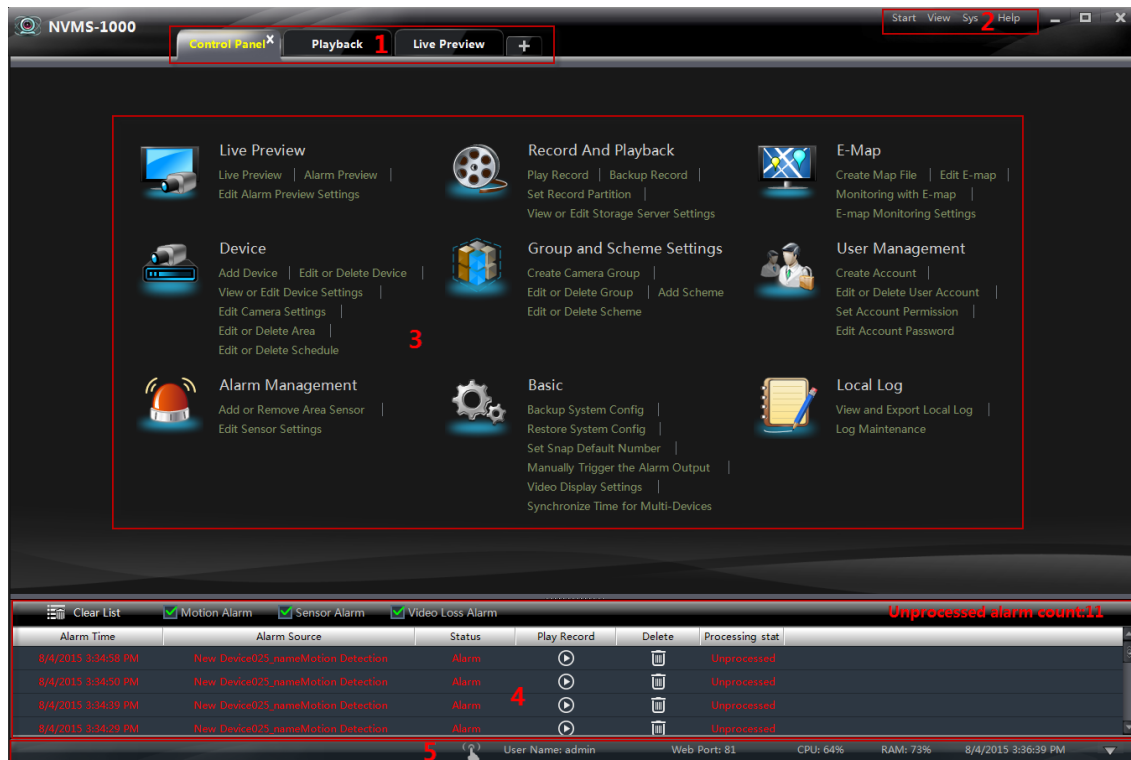 NVMS-1000
Start View Sys Help
2
Control Panel X Playback 1 Live Preview +
Live Preview
Live Preview | Alarm Preview |
Edit Alarm Preview Settings
Record And Playback
Play Record | Backup Record |
Set Record Partition |
View or Edit Storage Server Settings
E-Map
Create Map File | Edit E-map |
Monitoring with E-map |
E-map Monitoring Settings
Device
Add Device | Edit or Delete Device |
View or Edit Device Settings |
Edit Camera Settings |
Edit or Delete Area |
Edit or Delete Schedule
3
Group and Scheme Settings
Create Camera Group |
Edit or Delete Group | Add Scheme
Edit or Delete Scheme
User Management
Create Account |
Edit or Delete User Account |
Set Account Permission |
Edit Account Password
Alarm Management
Add or Remove Area Sensor |
Edit Sensor Settings
Basic
Backup System Config |
Restore System Config |
Set Snap Default Number |
Manually Trigger the Alarm Output |
Video Display Settings |
Synchronize Time for Multi-Devices
Local Log
View and Export Local Log |
Log Maintenance
Clear List Motion Alarm Sensor Alarm Video Loss Alarm Unprocessed alarm count:11
Alarm Time Alarm Source Status Play Record Delete Processing stat
8/4/2015 3:34:58 PM New Device025_nameMotion Detection Alarm Unprocessed
8/4/2015 3:34:50 PM New Device025_nameMotion Detection Alarm Unprocessed
8/4/2015 3:34:39 PM New Device025_nameMotion Detection Alarm Unprocessed
4
8/4/2015 3:34:29 PM New Device025_nameMotion Detection Alarm Unprocessed
5 User Name: admin Web Port: 81 CPU: 64% RAM: 73% 8/4/2015 3:36:39 PM